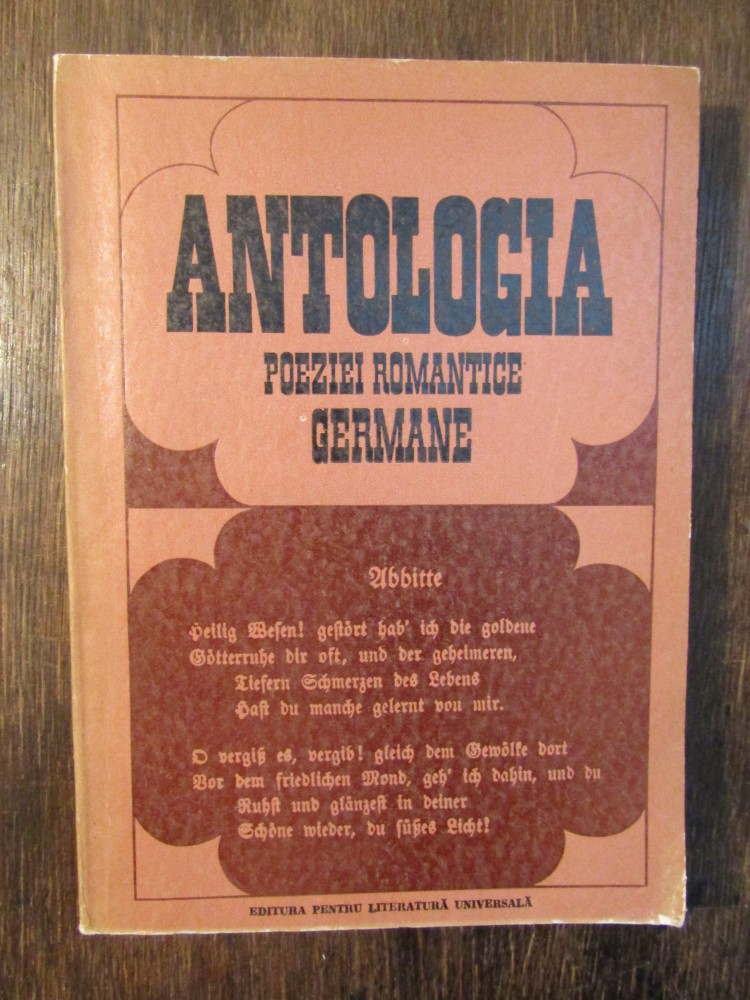 ANTOLOGIA
POEZIEI ROMANTICE
GERMANE
Abbitte
Heilig Wesen! gestört hab' ich die goldene
Götterruhe dir oft, und der geheimeren,
Tiefern Schmerzen des Lebens
Hast du manche gelernt von mir.
O vergiß es, vergib! gleich dem Gewölke dort
Vor dem friedlichen Mond, geh' ich dahin, und du
Ruhst und glänzest in deiner
Schöne wieder, du süßes Licht!
EDITURA PENTRU LITERATURĂ UNIVERSALĂ